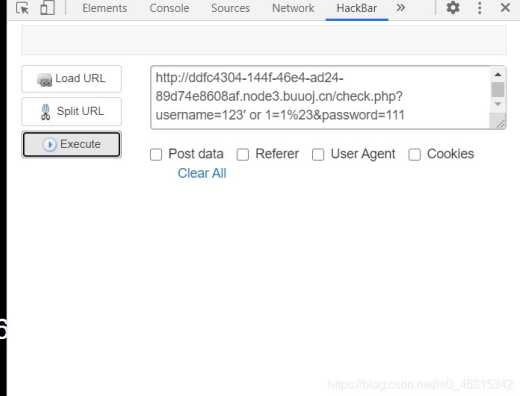 Elements Console Sources Network HackBar »
Load URL
Split URL
Execute
http://ddfc4304-144f-46e4-ad24-
89d74e8608af.node3.buuoj.cn/check.php?
username=123' or 1=1%23&password=111
Post data Referer User Agent Cookies
Clear All
6
https://blog.csdn.net/m0_46315342